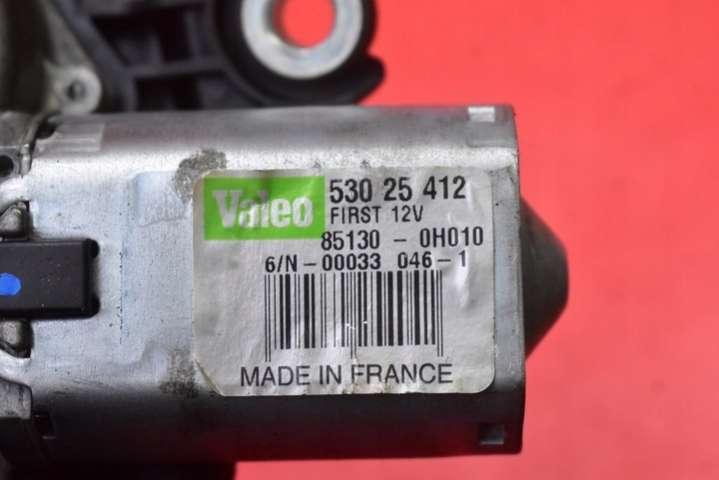 Valeo 530 25 412
FIRST 12V
85130 - 0H010
6/N - 00033 046 - 1
MADE IN FRANCE